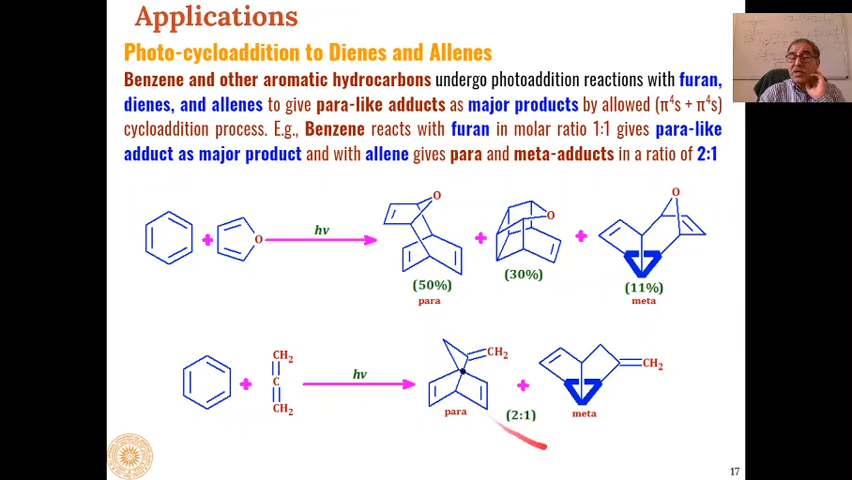 Applications
Photo-cycloaddition to Dienes and Allenes
Benzene and other aromatic hydrocarbons undergo photoaddition reactions with furan,
dienes, and allenes to give para-like adducts as major products by allowed (π⁴s + π⁴s)
cycloaddition process. E.g., Benzene reacts with furan in molar ratio 1:1 gives para-like
adduct as major product and with allene gives para and meta-adducts in a ratio of 2:1
+ O hν O + O + O
(50%) (30%) (11%)
para meta
+ CH₂ C CH₂ hν CH₂ + CH₂
para (2:1) meta
17